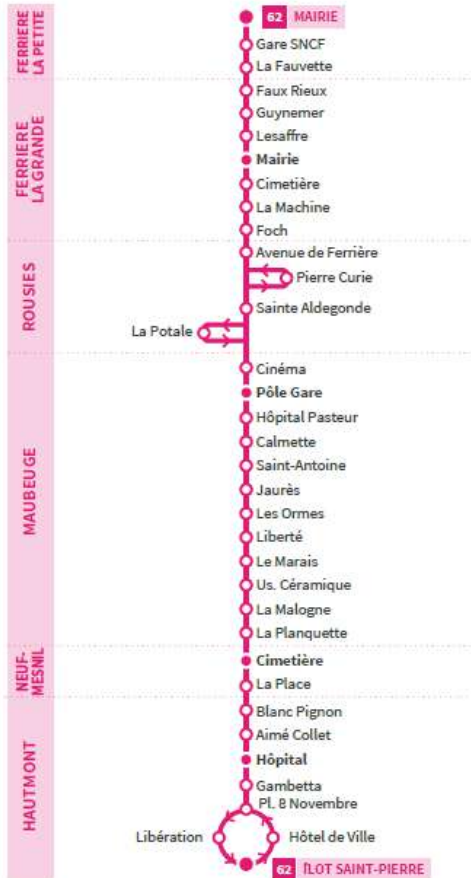 FERRIERE
LA PETITE
62 MAIRIE
Gare SNCF
La Fauvette
FERRIERE
LA GRANDE
Faux Rieux
Guynemer
Lesaffre
Mairie
Cimetière
La Machine
Foch
ROUSIES
Avenue de Ferrière
Pierre Curie
Sainte Aldegonde
La Potale
MAUBEUGE
Cinéma
Pôle Gare
Hôpital Pasteur
Calmette
Saint-Antoine
Jaurès
Les Ormes
Liberté
Le Marais
Us. Céramique
La Malogne
La Planquette
NEUF-
MESNIL
Cimetière
La Place
HAUTMONT
Blanc Pignon
Aimé Collet
Hôpital
Gambetta
Pl. 8 Novembre
Libération
Hôtel de Ville
62 ÎLOT SAINT-PIERRE